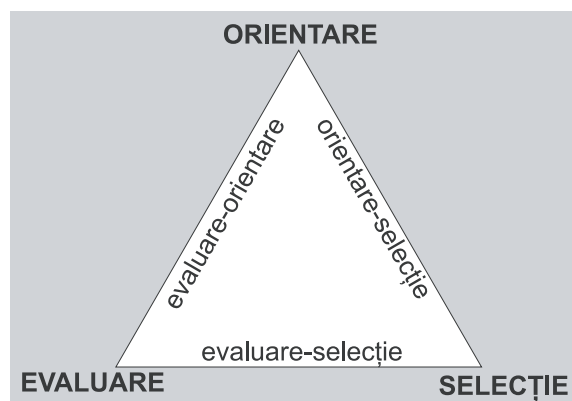 ORIENTARE
evaluare-orientare
orientare-selecție
evaluare-selecție
EVALUARE
SELECȚIE